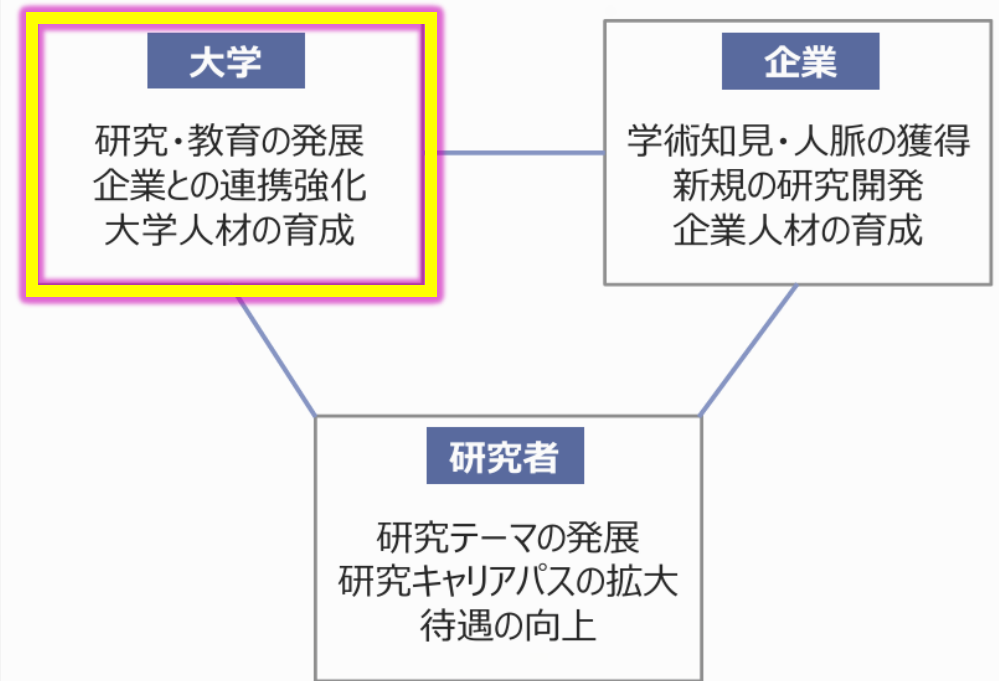 大学
研究・教育の発展
企業との連携強化
大学人材の育成
企業
学術知見・人脈の獲得
新規の研究開発
企業人材の育成
研究者
研究テーマの発展
研究キャリアパスの拡大
待遇の向上